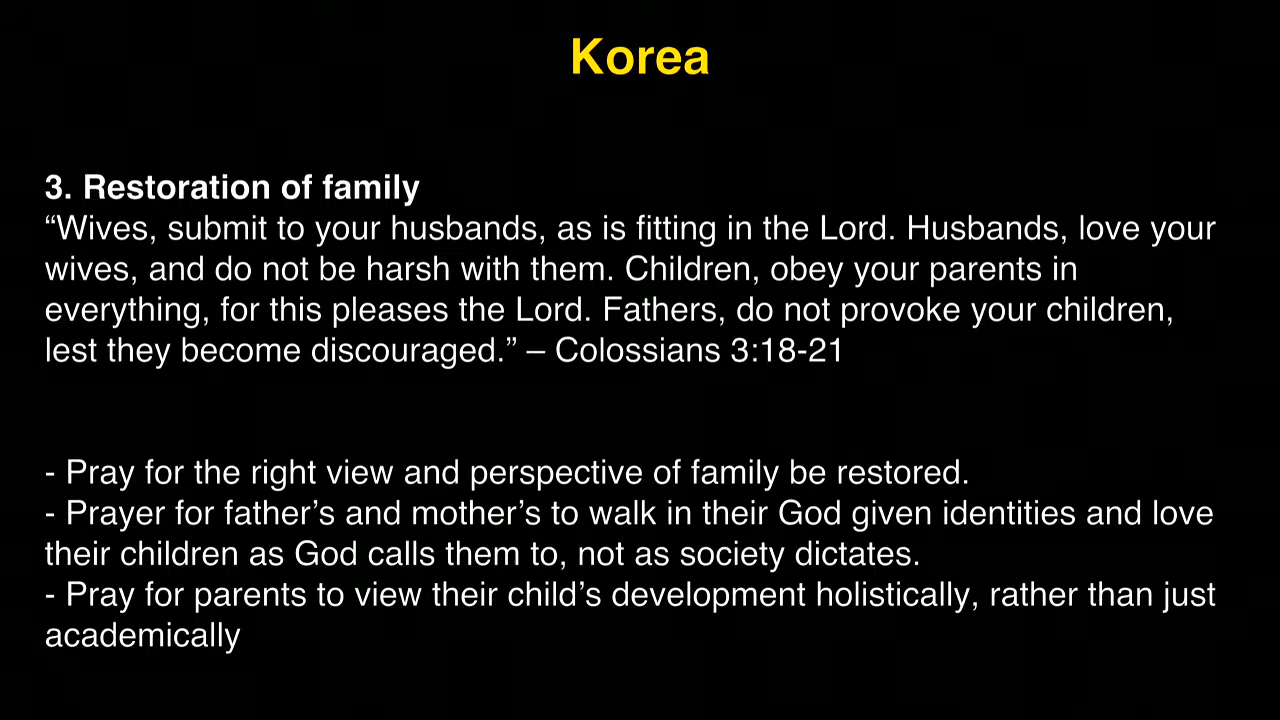 Korea
3. Restoration of family
“Wives, submit to your husbands, as is fitting in the Lord. Husbands, love your
wives, and do not be harsh with them. Children, obey your parents in
everything, for this pleases the Lord. Fathers, do not provoke your children,
lest they become discouraged.” – Colossians 3:18-21
- Pray for the right view and perspective of family be restored.
- Prayer for father’s and mother’s to walk in their God given identities and love
their children as God calls them to, not as society dictates.
- Pray for parents to view their child’s development holistically, rather than just
academically